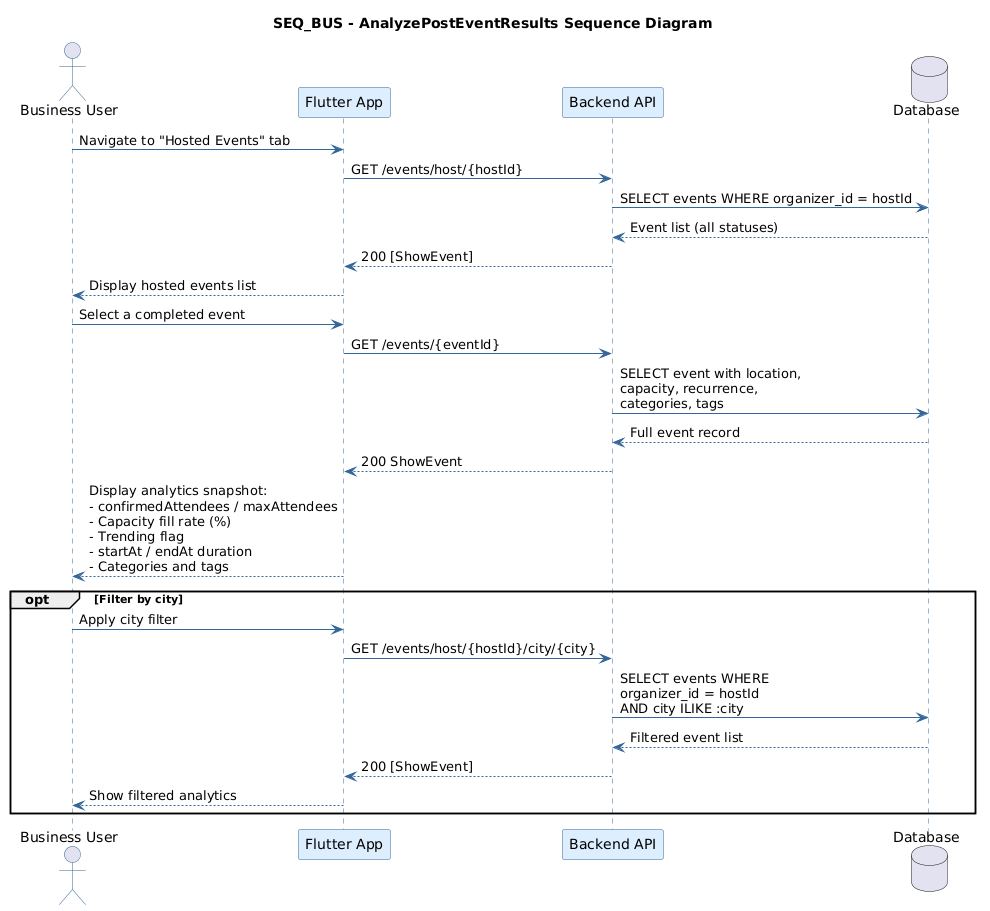 SEQ_BUS - AnalyzePostEventResults Sequence Diagram
Business User
Flutter App
Backend API
Database
Navigate to "Hosted Events" tab
GET /events/host/{hostId}
SELECT events WHERE organizer_id = hostId
Event list (all statuses)
200 [ShowEvent]
Display hosted events list
Select a completed event
GET /events/{eventId}
SELECT event with location,
capacity, recurrence,
categories, tags
Full event record
200 ShowEvent
Display analytics snapshot:
- confirmedAttendees / maxAttendees
- Capacity fill rate (%)
- Trending flag
- startAt / endAt duration
- Categories and tags
opt [Filter by city]
Apply city filter
GET /events/host/{hostId}/city/{city}
SELECT events WHERE
organizer_id = hostId
AND city ILIKE :city
Filtered event list
200 [ShowEvent]
Show filtered analytics
Business User
Flutter App
Backend API
Database